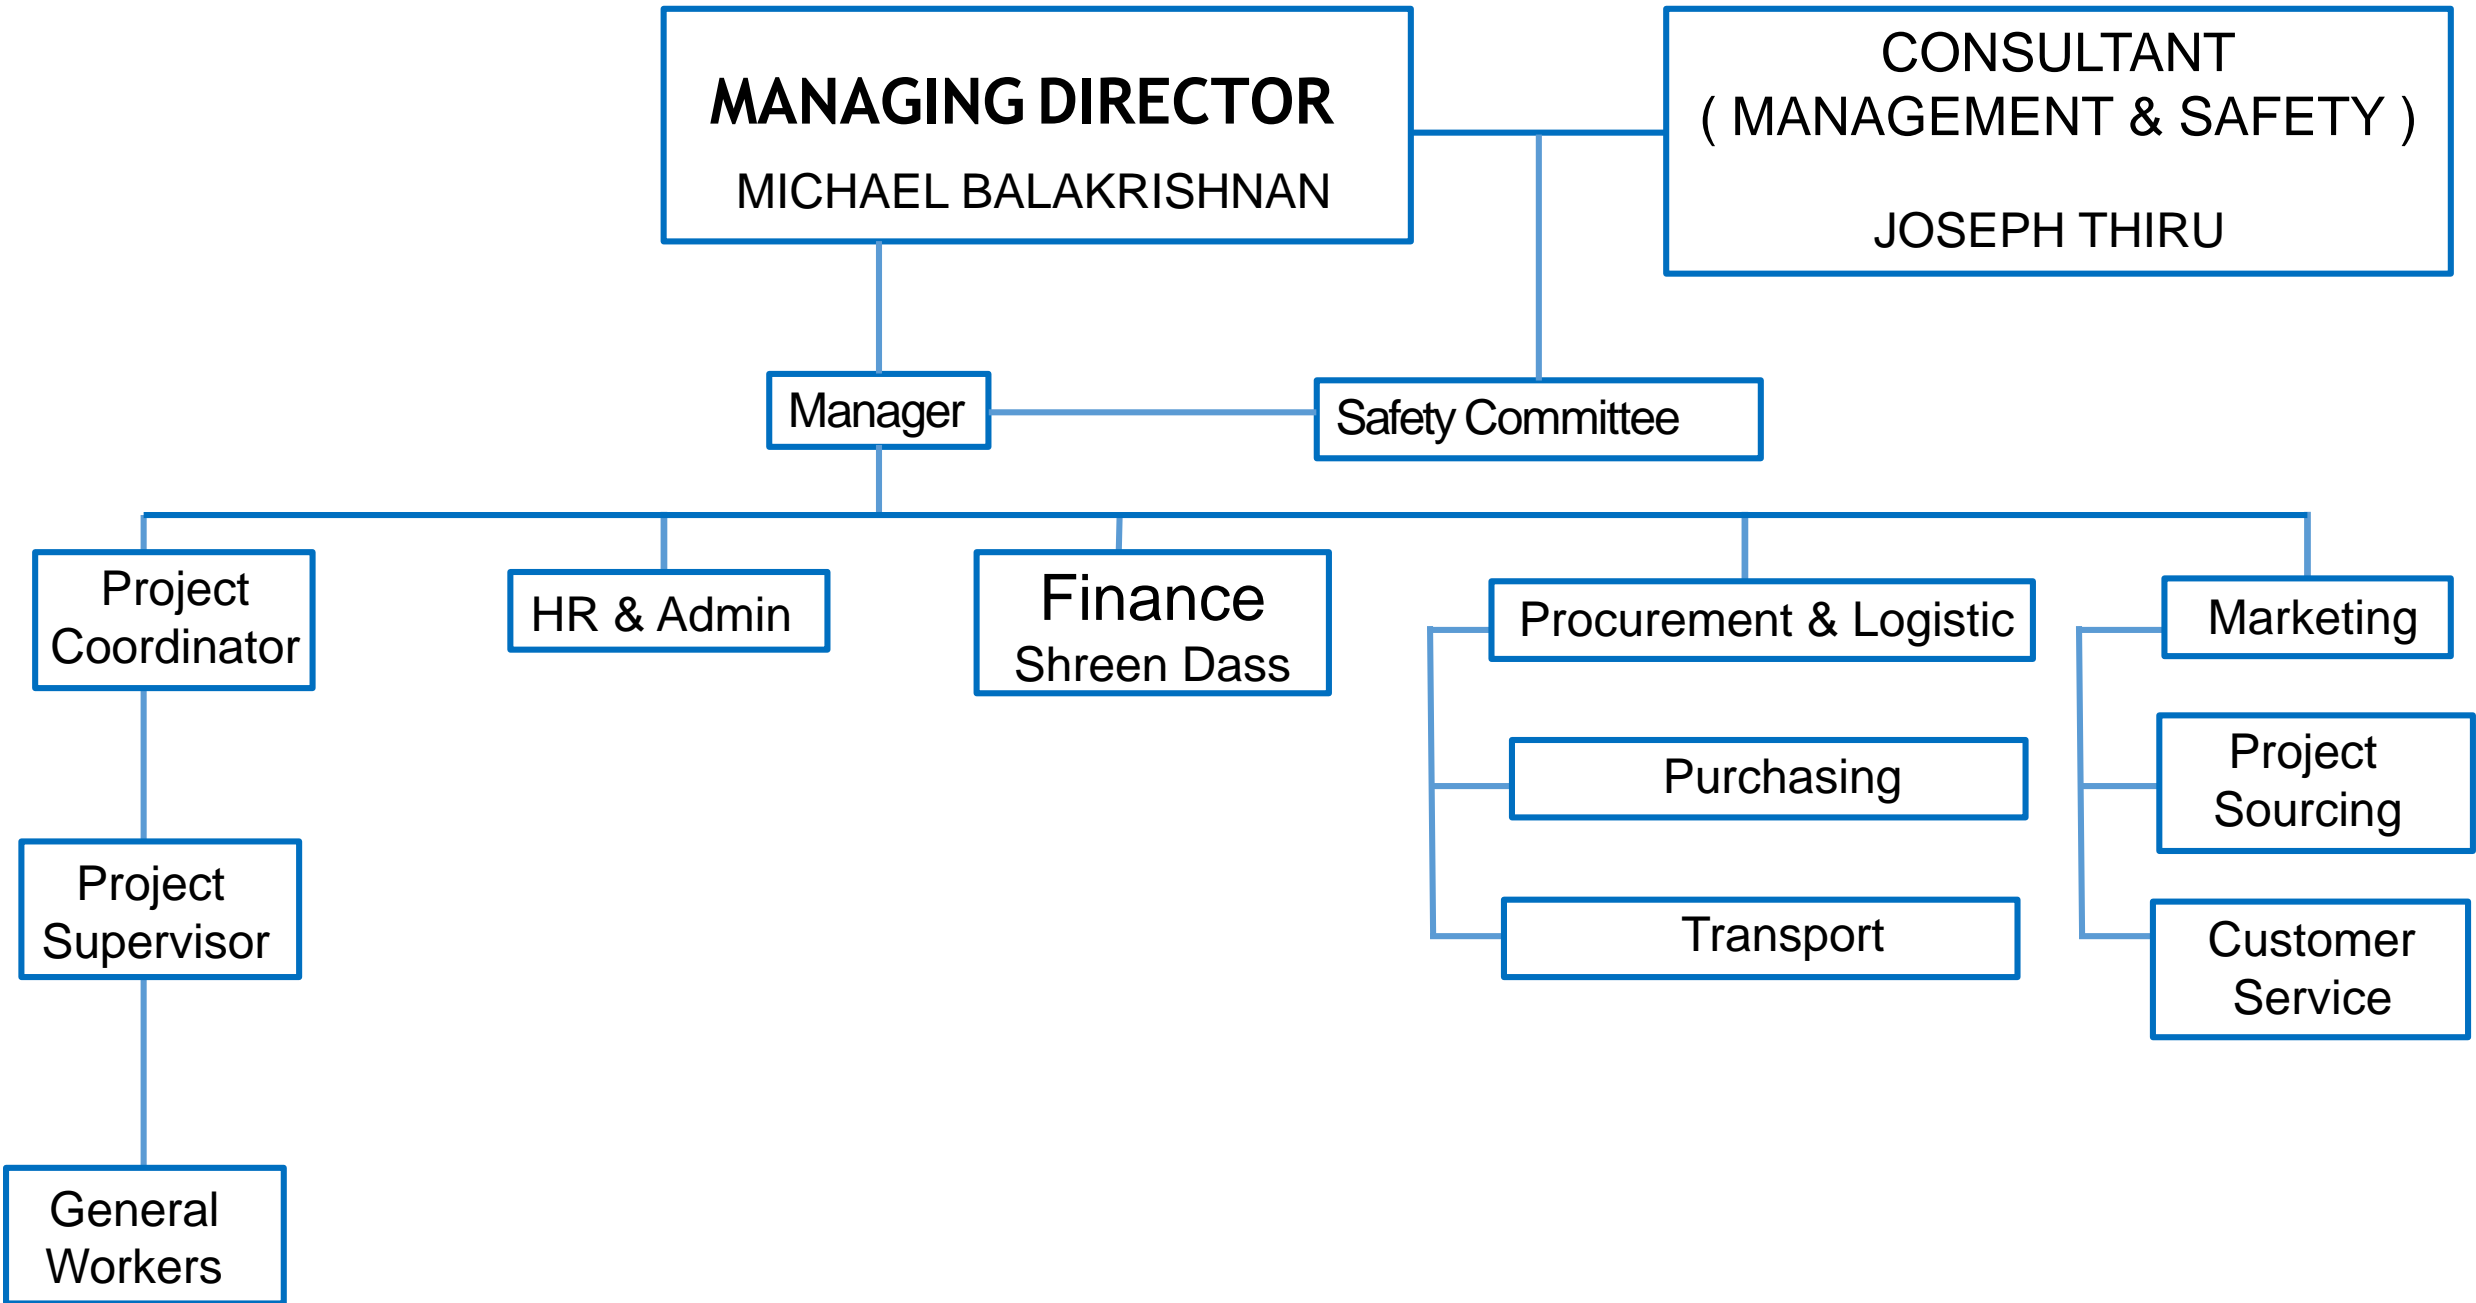 MANAGING DIRECTOR
MICHAEL BALAKRISHNAN
CONSULTANT
( MANAGEMENT & SAFETY )
JOSEPH THIRU
Manager
Safety Committee
Project
Coordinator
HR & Admin
Finance
Shreen Dass
Procurement & Logistic
Marketing
Purchasing
Project
Sourcing
Project
Supervisor
Transport
Customer
Service
General
Workers